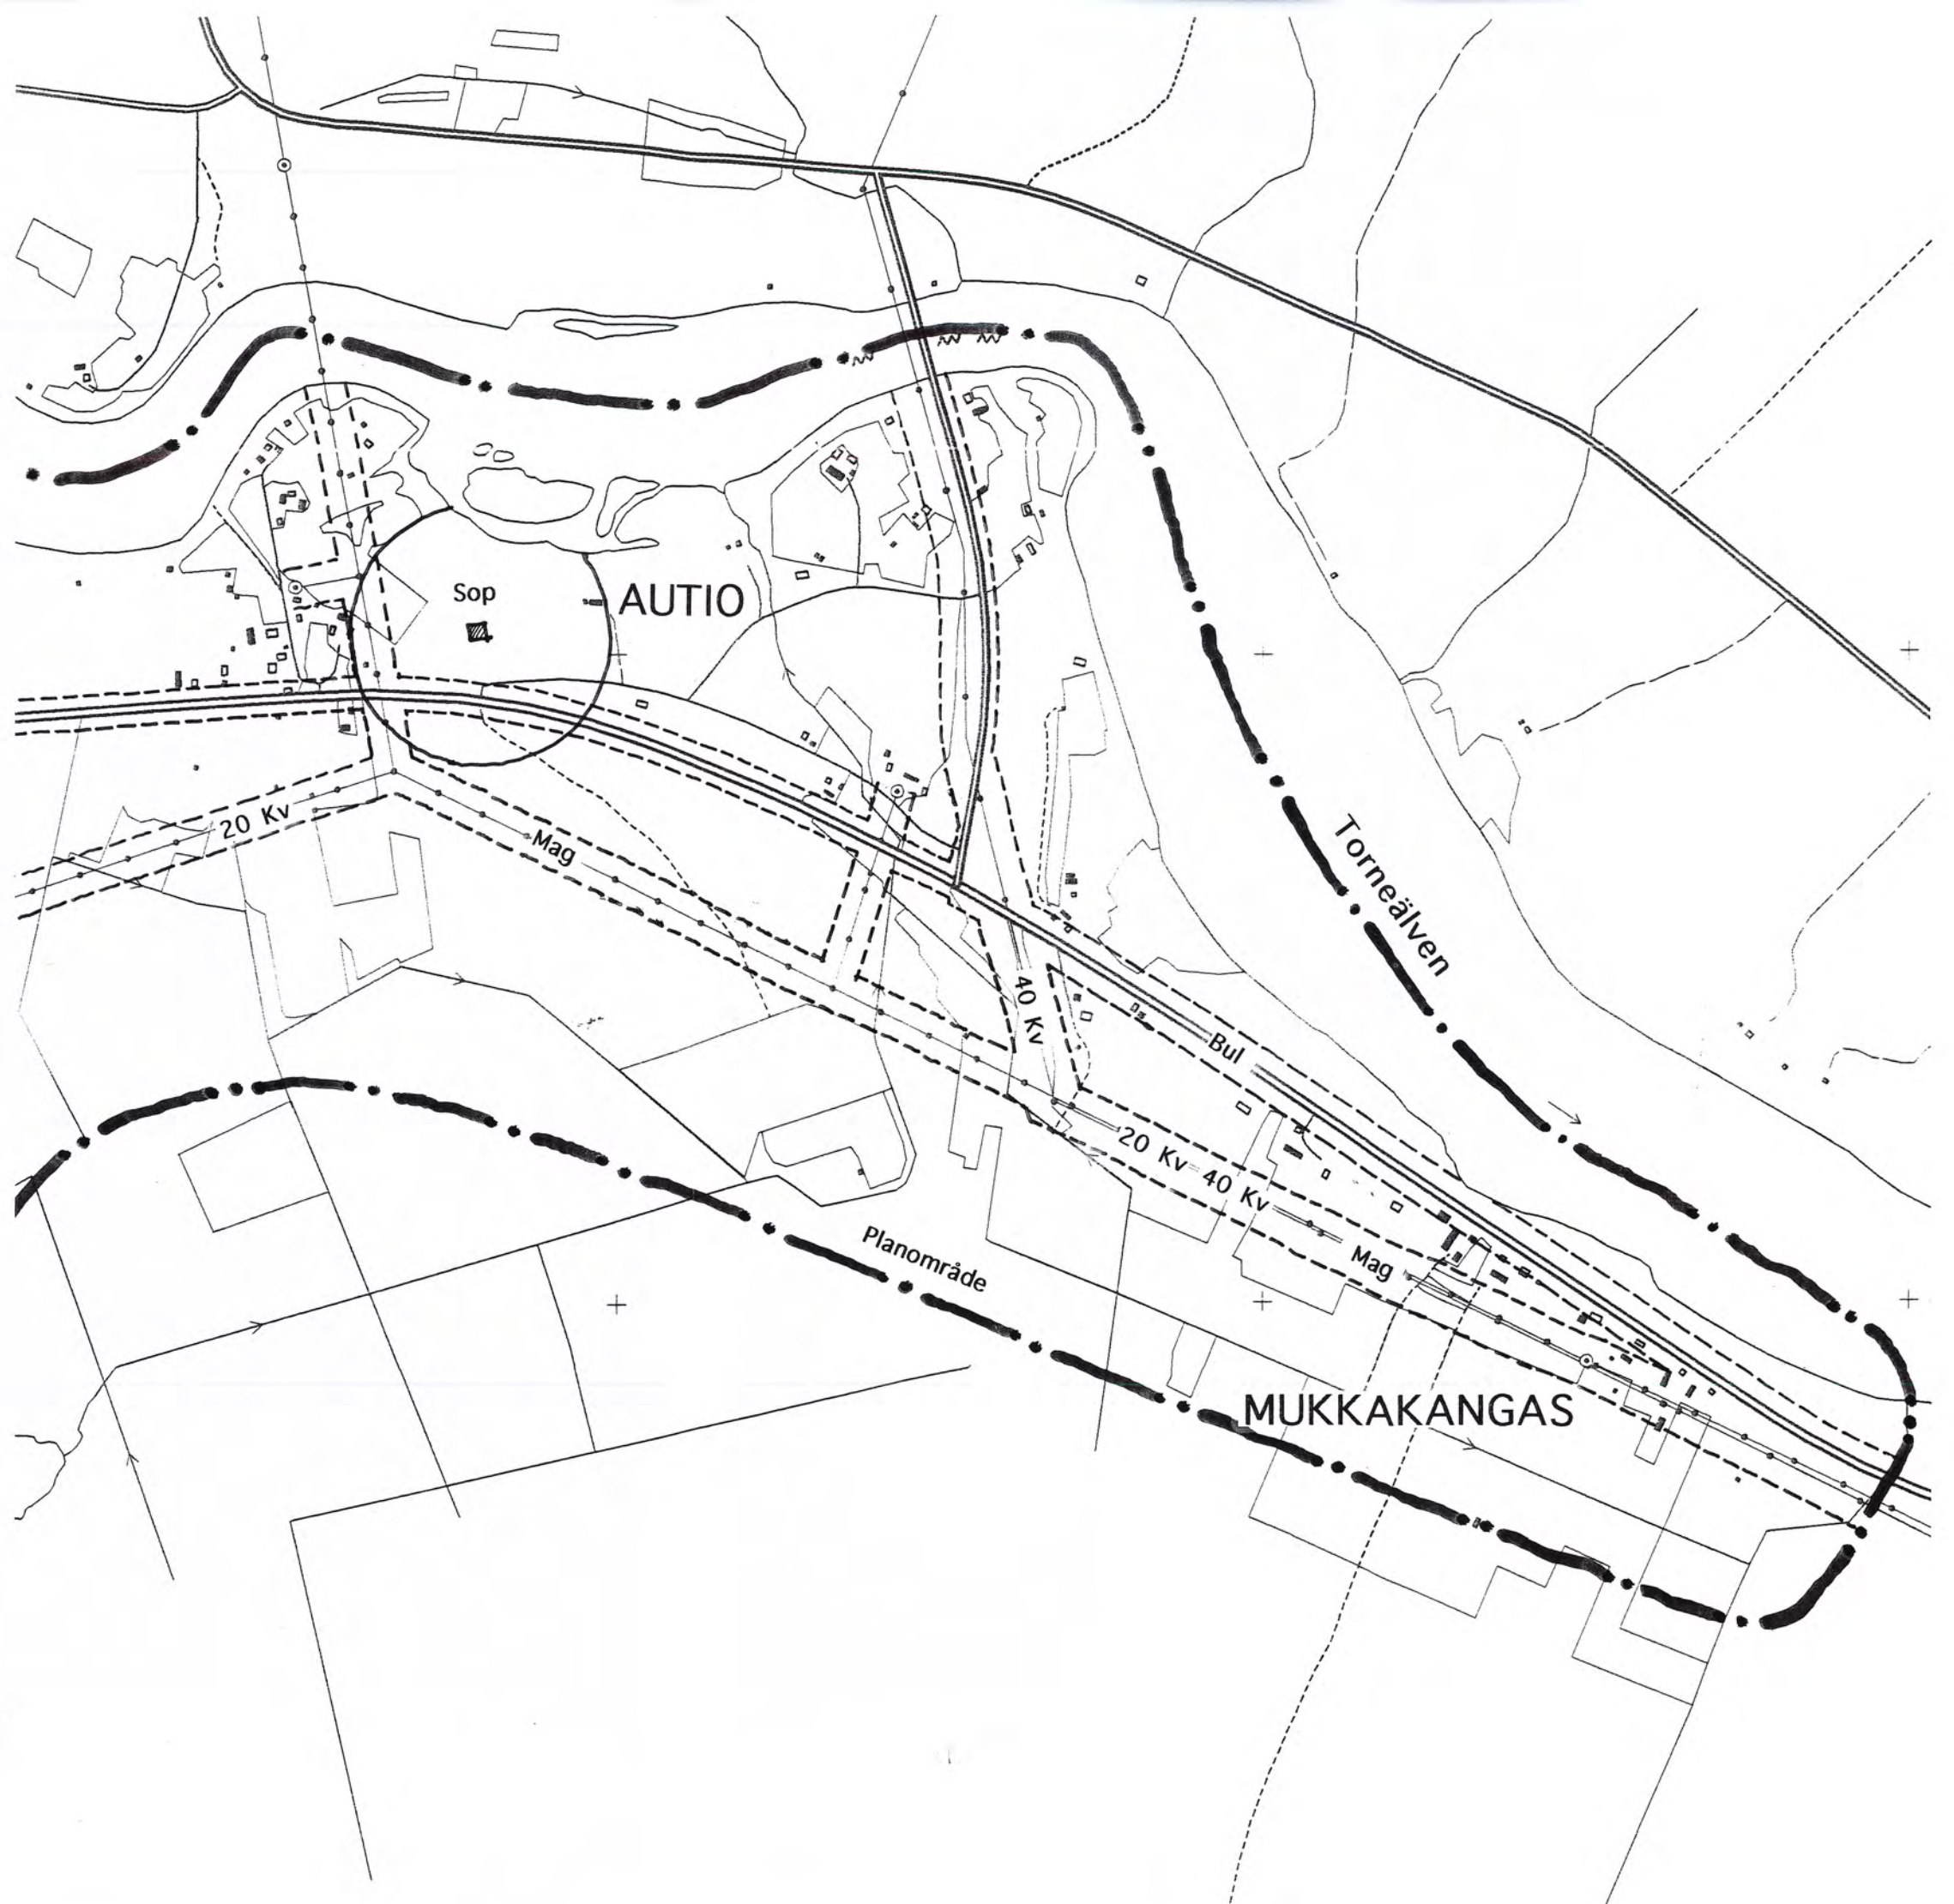 Sop
AUTIO
20 Kv
Mag
Torneälven
40 Kv
Bul
20 Kv
40 Kv
Planområde
Mag
MUKKAKANGAS